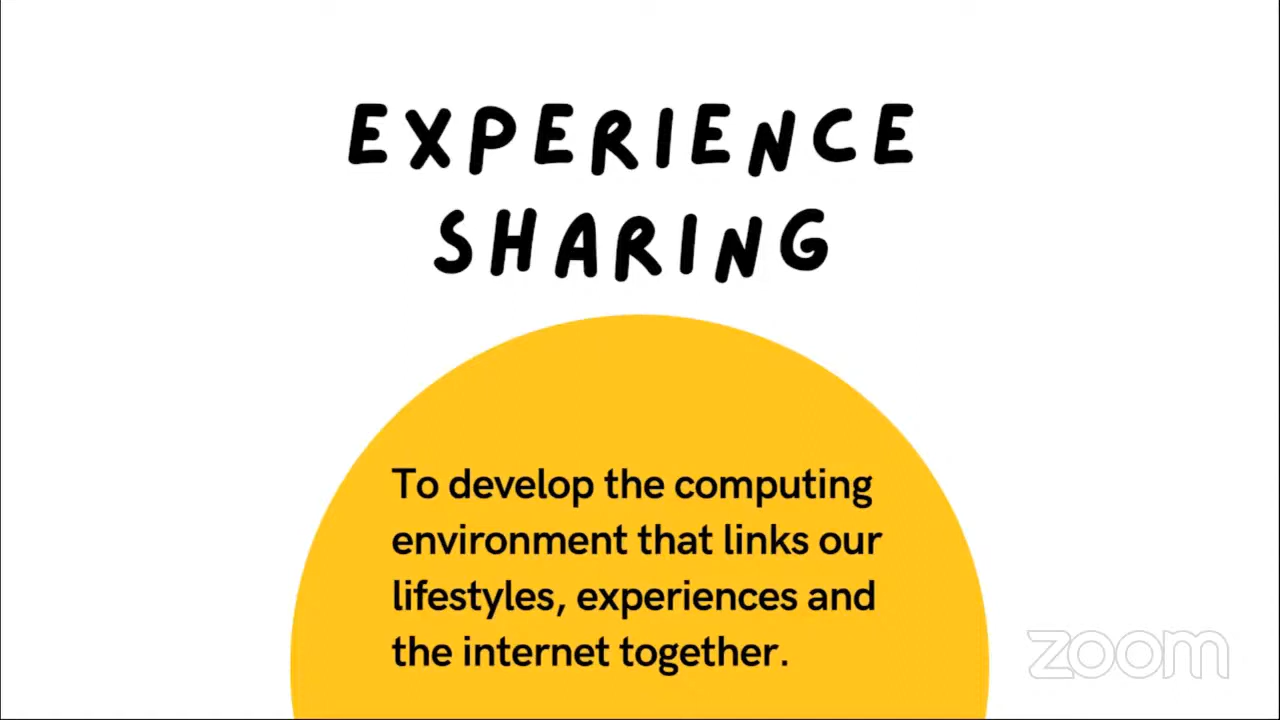 EXPERIENCE
SHARING
To develop the computing
environment that links our
lifestyles, experiences and
the internet together.
zoom